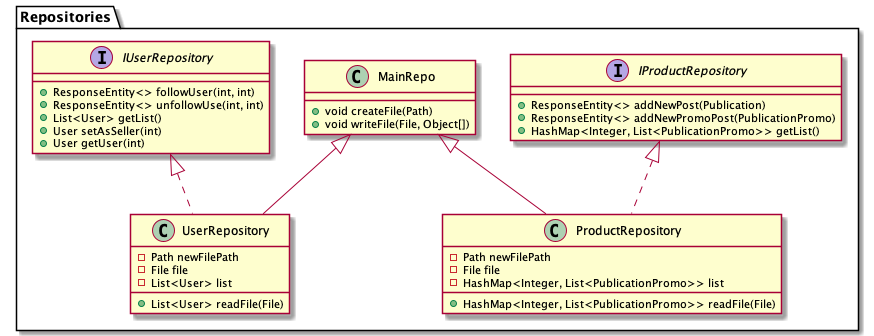 Repositories
I IUserRepository
ResponseEntity<> followUser(int, int)
ResponseEntity<> unfollowUse(int, int)
List<User> getList()
User setAsSeller(int)
User getUser(int)
C MainRepo
void createFile(Path)
void writeFile(File, Object[])
I IProductRepository
ResponseEntity<> addNewPost(Publication)
ResponseEntity<> addNewPromoPost(PublicationPromo)
HashMap<Integer, List<PublicationPromo>> getList()
C UserRepository
Path newFilePath
File file
List<User> list
List<User> readFile(File)
C ProductRepository
Path newFilePath
File file
HashMap<Integer, List<PublicationPromo>> list
HashMap<Integer, List<PublicationPromo>> readFile(File)